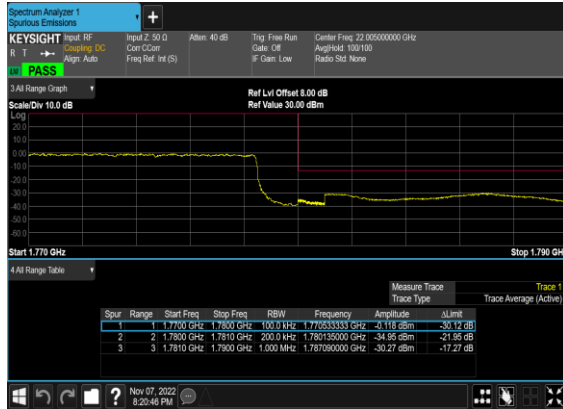 Spectrum Analyzer 1
Spurious Emissions
+
KEYSIGHT Input: RF Input Z: 50 Ω Atten: 40 dB Trig: Free Run Center Freq: 22.005000000 GHz
R T Coupling: DC Corr CCorr Gate: Off Avg|Hold: 100/100
Align: Auto Freq Ref: Int (S) IF Gain: Low Radio Std: None
PASS
3 All Range Graph
Ref Lvl Offset 8.00 dB
Scale/Div 10.0 dB Ref Value 30.00 dBm
Log
20.0
10.0
0.00
-10.0
-20.0
-30.0
-40.0
-50.0
-60.0
Start 1.770 GHz Stop 1.790 GH
4 All Range Table
Measure Trace Trace 1
Trace Type Trace Average (Active)
Spur Range Start Freq Stop Freq RBW Frequency Amplitude ΔLimit
1 1 1.7700 GHz 1.7800 GHz 100.0 kHz 1.770533333 GHz -0.118 dBm -30.12 dB
2 2 1.7800 GHz 1.7810 GHz 200.0 kHz 1.780135000 GHz -34.95 dBm -21.95 dB
3 3 1.7810 GHz 1.7900 GHz 1.000 MHz 1.787090000 GHz -30.27 dBm -17.27 dB
? Nov 07, 2022
8:20:46 PM